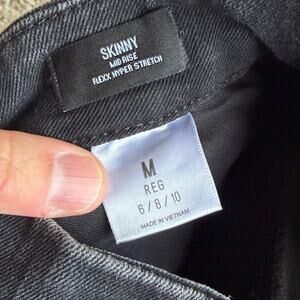 SKINNY
MID RISE
FLEXX HYPER STRETCH
M
REG
6/8/10
MADE IN VIETNAM